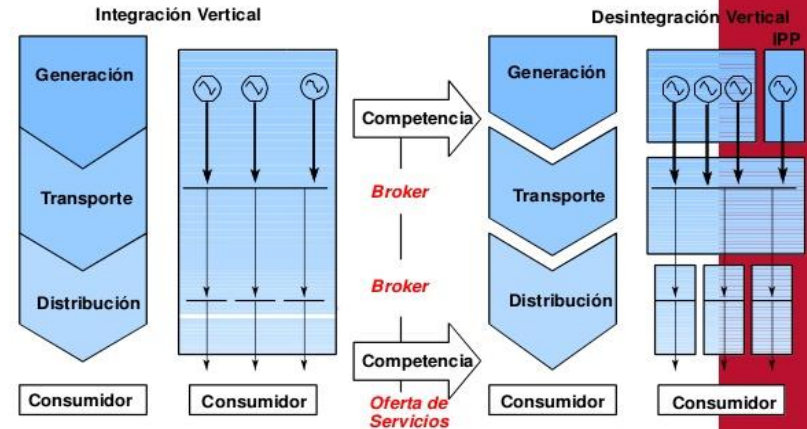 Integración Vertical
Desintegración Vertical
IPP
Generación
Transporte
Distribución
Consumidor
Consumidor
Competencia
Broker
Broker
Competencia
Oferta de
Servicios
Generación
Transporte
Distribución
Consumidor
Consumidor